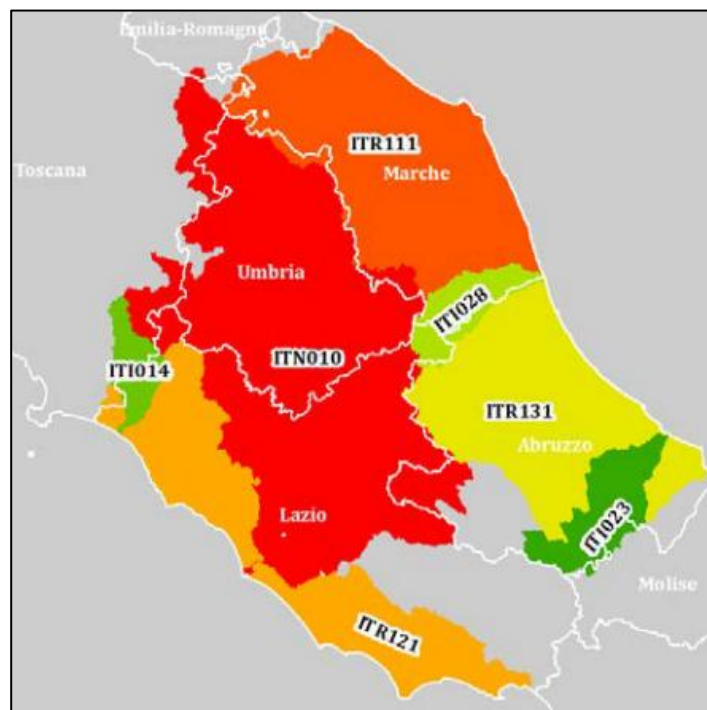 Emilia-Romagna
ITR111
Toscana
Marche
Umbria
ITI028
ITN010
ITI014
ITR131
Abruzzo
Lazio
ITI023
Molise
ITR121